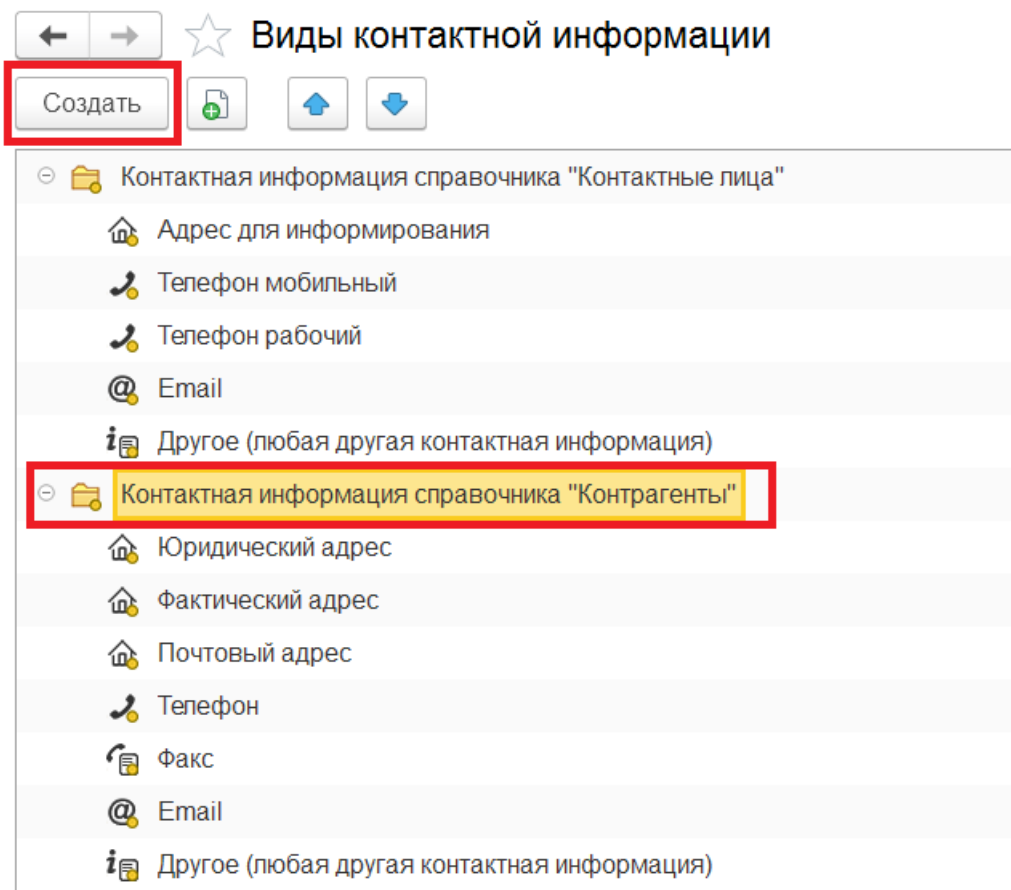 Виды контактной информации
Создать
Контактная информация справочника "Контактные лица"
Адрес для информирования
Телефон мобильный
Телефон рабочий
Email
Другое (любая другая контактная информация)
Контактная информация справочника "Контрагенты"
Юридический адрес
Фактический адрес
Почтовый адрес
Телефон
Факс
Email
Другое (любая другая контактная информация)